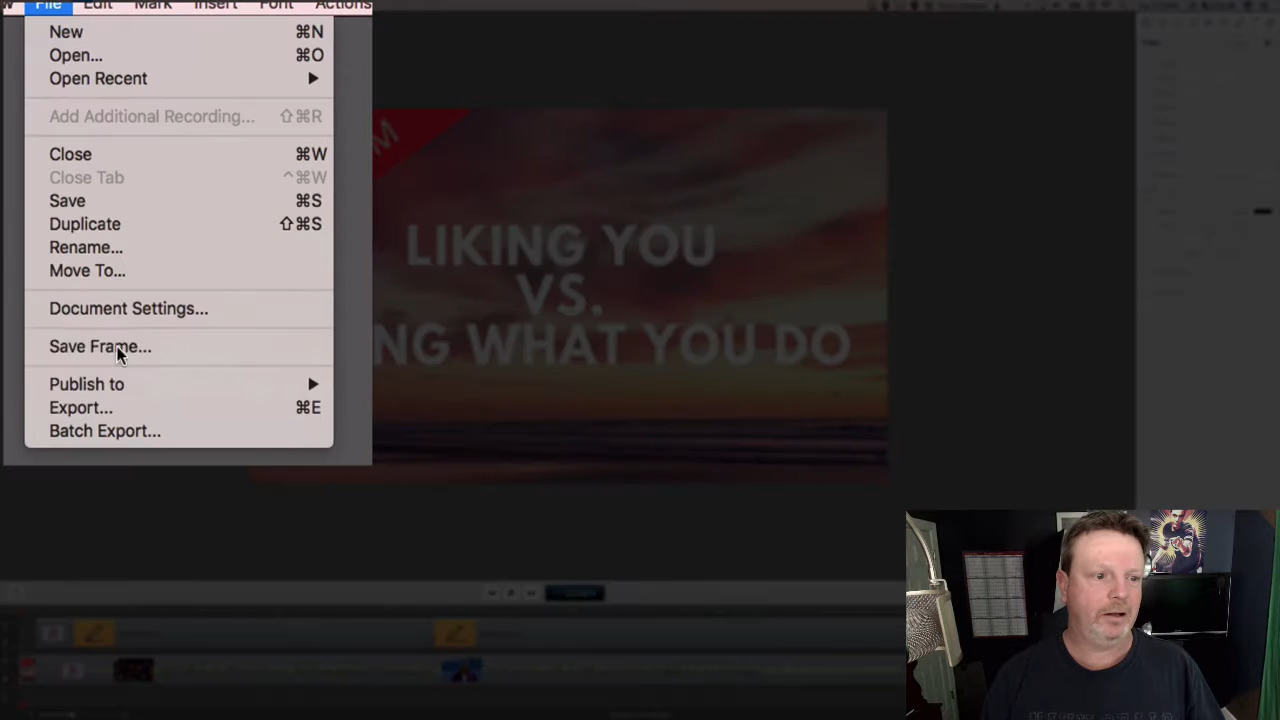 File Edit Mark Insert Font Actions
New ⌘N
Open... ⌘O
Open Recent ▶
Add Additional Recording... ⇧⌘R
Close ⌘W
Close Tab ^⌘W
Save ⌘S
Duplicate ⇧⌘S
Rename...
Move To...
Document Settings...
Save Frame...
Publish to ▶
Export... ⌘E
Batch Export...
LIKING YOU
VS.
NG WHAT YOU DO